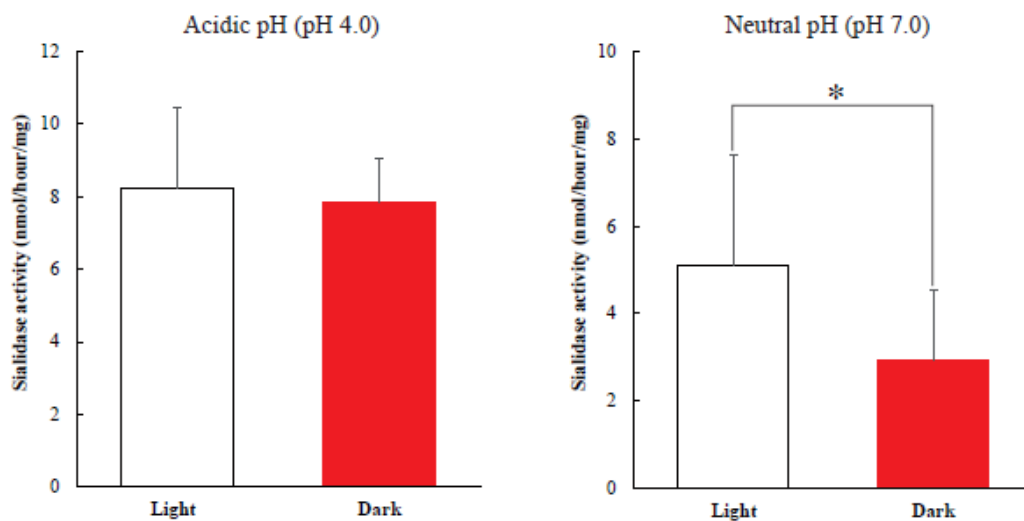 Acidic pH (pH 4.0)
Sialidase activity (nmol/hour/mg)
12
10
8
6
4
2
0
Light
Dark
Neutral pH (pH 7.0)
Sialidase activity (nmol/hour/mg)
10
8
6
4
2
0
*
Light
Dark